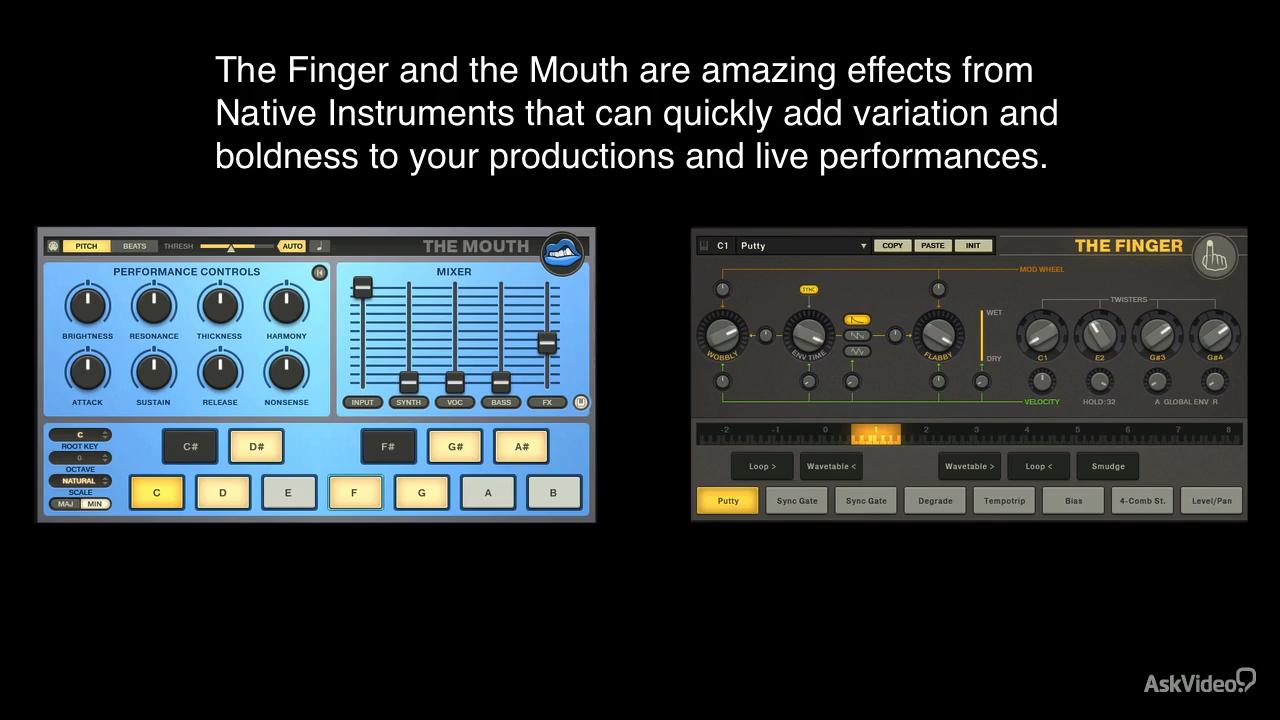 The Finger and the Mouth are amazing effects from
Native Instruments that can quickly add variation and
boldness to your productions and live performances.
PITCH BEATS THRESH AUTO THE MOUTH
PERFORMANCE CONTROLS
BRIGHTNESS RESONANCE THICKNESS HARMONY
ATTACK SUSTAIN RELEASE NONSENSE
MIXER
INPUT SYNTH VOC BASS FX
C
ROOT KEY
0
OCTAVE
NATURAL
SCALE
MAJ MIN
C# D# F# G# A#
C D E F G A B
C1 Putty COPY PASTE INIT THE FINGER
MOD WHEEL
SYNC
TWISTERS
WET
WOBBLY ENV TIME FLABBY DRY C1 E2 G#3 G#4
VELOCITY HOLD:32 A GLOBAL ENV R
-2 -1 0 1 2 3 4 5 6 7 8
Loop > Wavetable < Wavetable > Loop < Smudge
Putty Sync Gate Sync Gate Degrade Tempotrip Bias 4-Comb St. Level/Pan
AskVideo